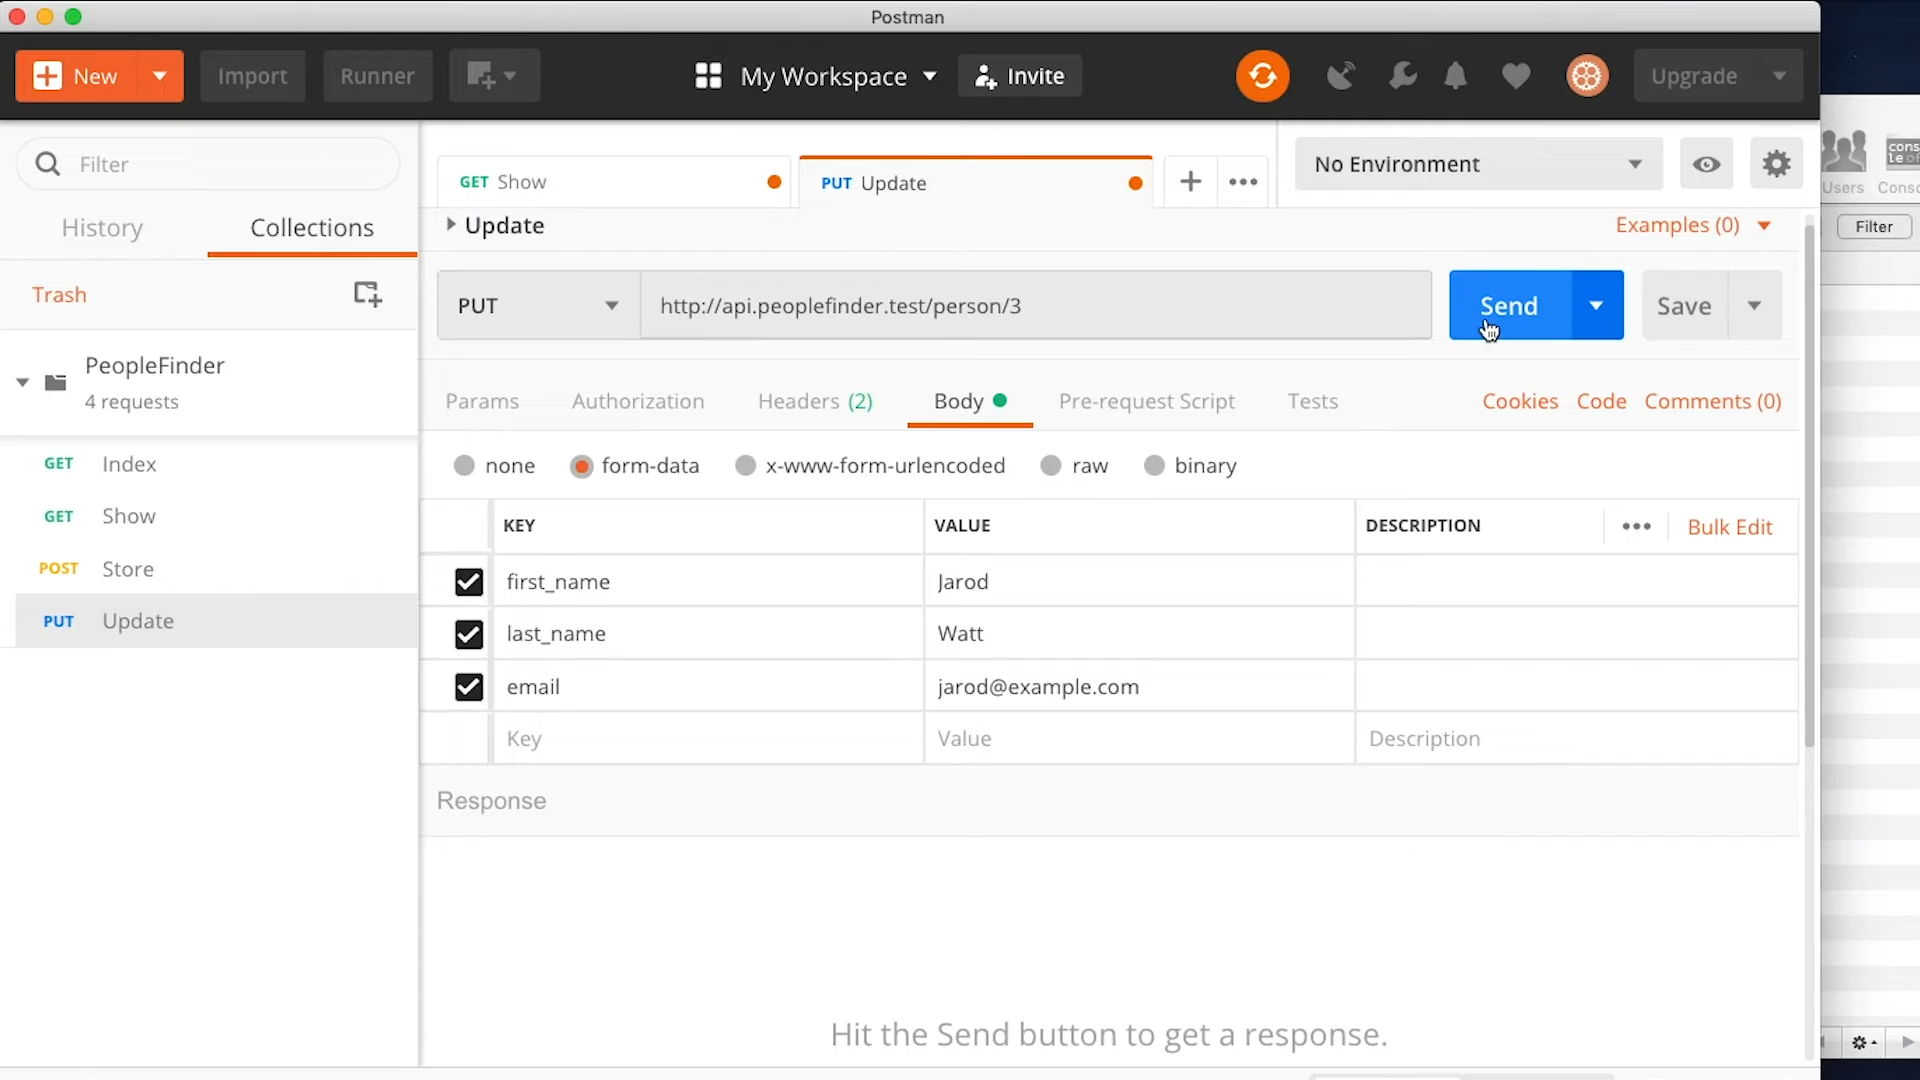 Postman
New
Import
Runner
My Workspace
Invite
Upgrade
Filter
History
Collections
Trash
PeopleFinder
4 requests
GET Index
GET Show
POST Store
PUT Update
GET Show
PUT Update
No Environment
Update
Examples (0)
PUT
http://api.peoplefinder.test/person/3
Send
Save
Params
Authorization
Headers (2)
Body
Pre-request Script
Tests
Cookies
Code
Comments (0)
none
form-data
x-www-form-urlencoded
raw
binary
KEY
VALUE
DESCRIPTION
Bulk Edit
first_name
Jarod
last_name
Watt
email
jarod@example.com
Key
Value
Description
Response
Hit the Send button to get a response.
Users
Filter